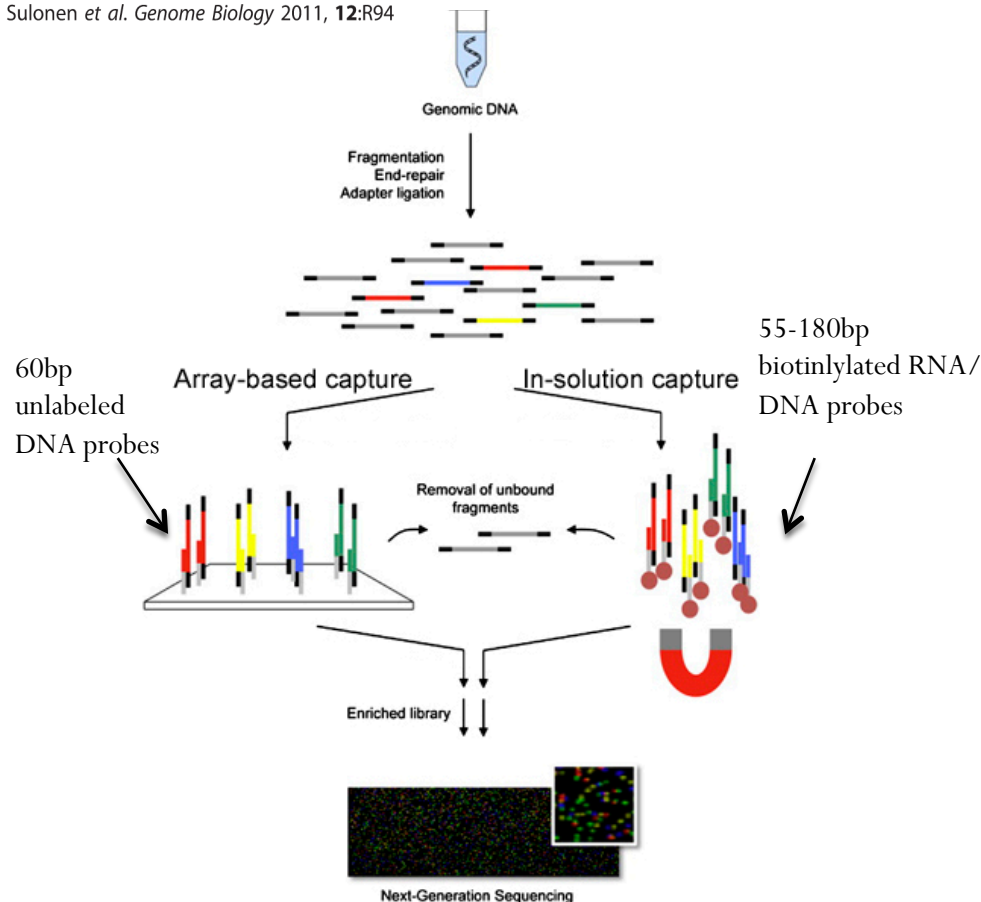 Sulonen et al. Genome Biology 2011, 12:R94
Genomic DNA
Fragmentation
End-repair
Adapter ligation
60bp
unlabeled
DNA probes
Array-based capture
In-solution capture
55-180bp
biotinlylated RNA/
DNA probes
Removal of unbound
fragments
Enriched library
Next-Generation Sequencing